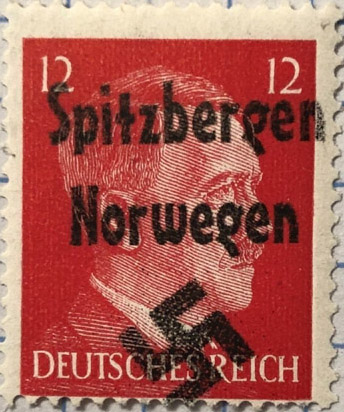 12 12
Spitzbergen
Norwegen
DEUTSCHES REICH